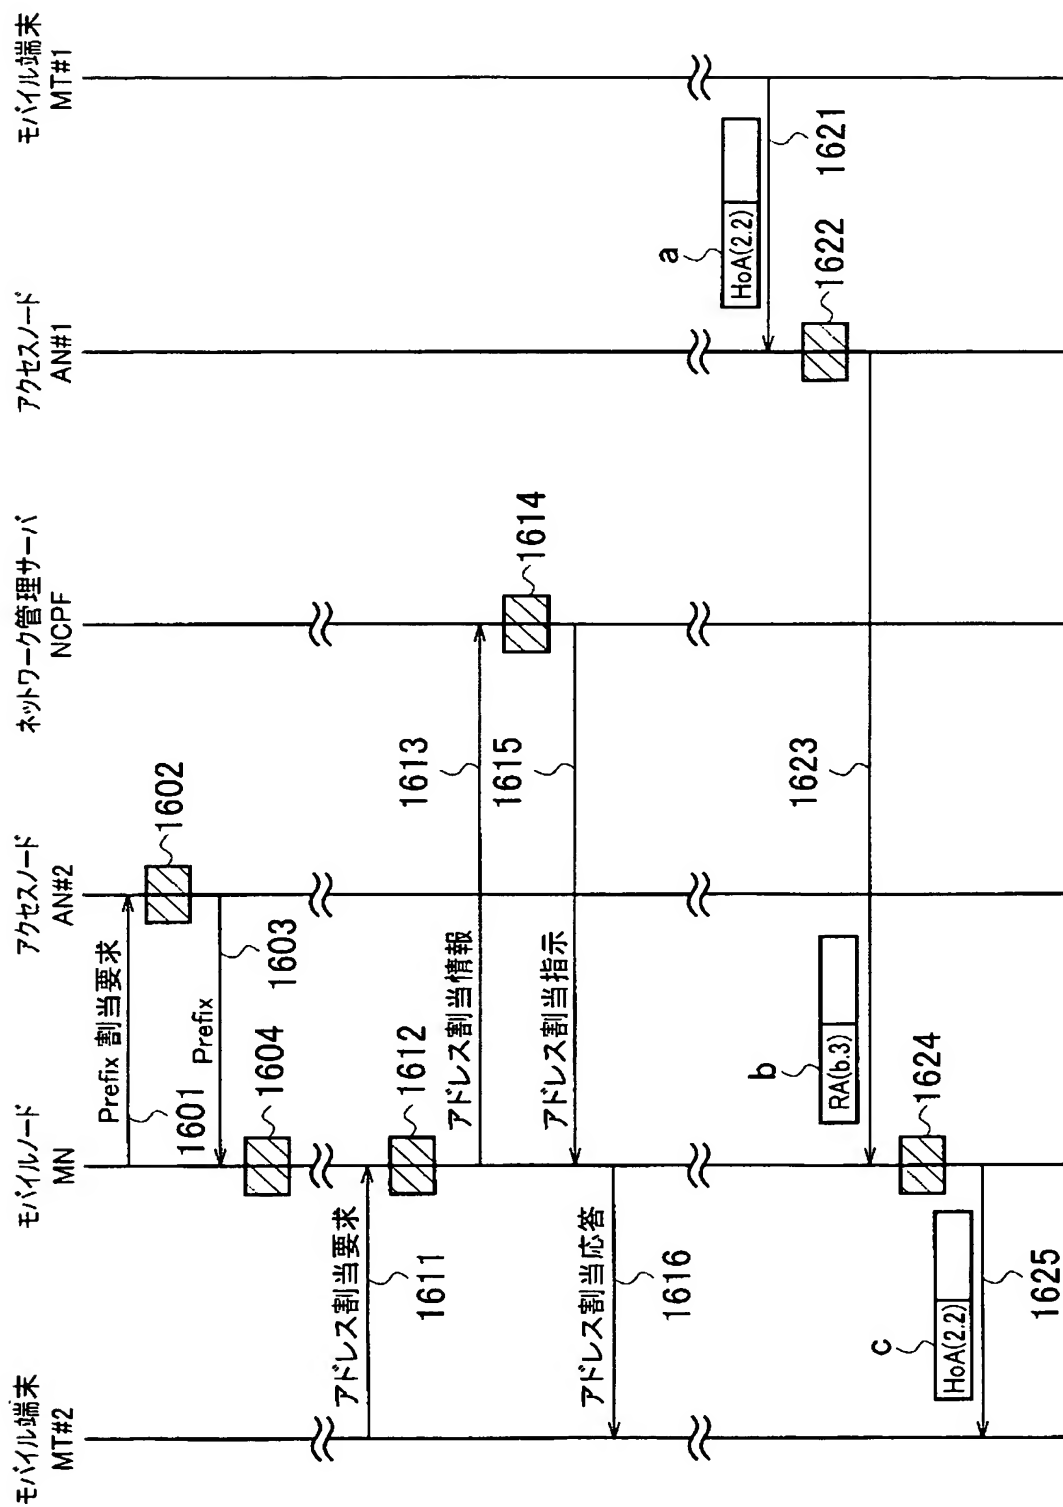 モバイル端末
MT#2
モバイルノード
MN
アクセスノード
AN#2
ネットワーク管理サーバ
NCPF
アクセスノード
AN#1
モバイル端末
MT#1
Prefix 割当要求
1601
1602
Prefix
1603
1604
アドレス割当要求
1611
1612
アドレス割当情報
1613
1614
アドレス割当指示
1615
アドレス割当応答
1616
a
HoA(2.2)
1621
1622
b
RA(b.3)
1623
1624
c
HoA(2.2)
1625